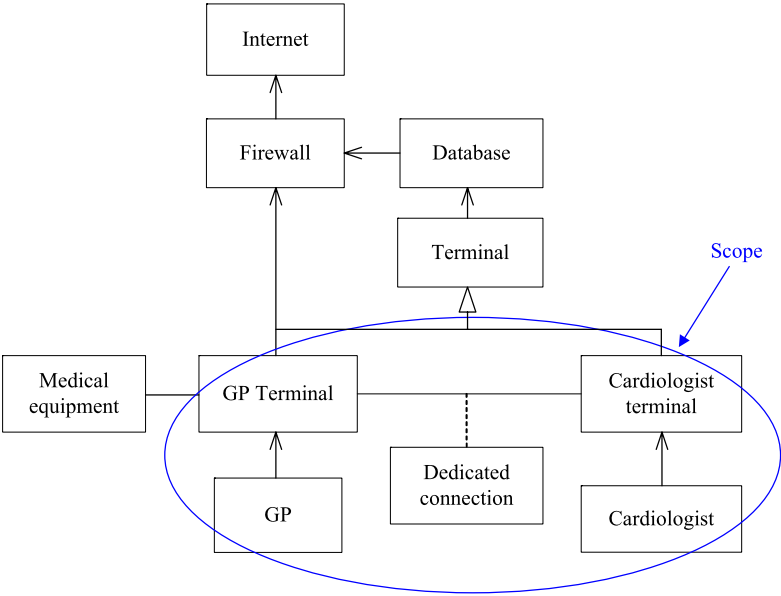 Internet
Firewall
Database
Terminal
Scope
Medical
equipment
GP Terminal
Cardiologist
terminal
Dedicated
connection
GP
Cardiologist